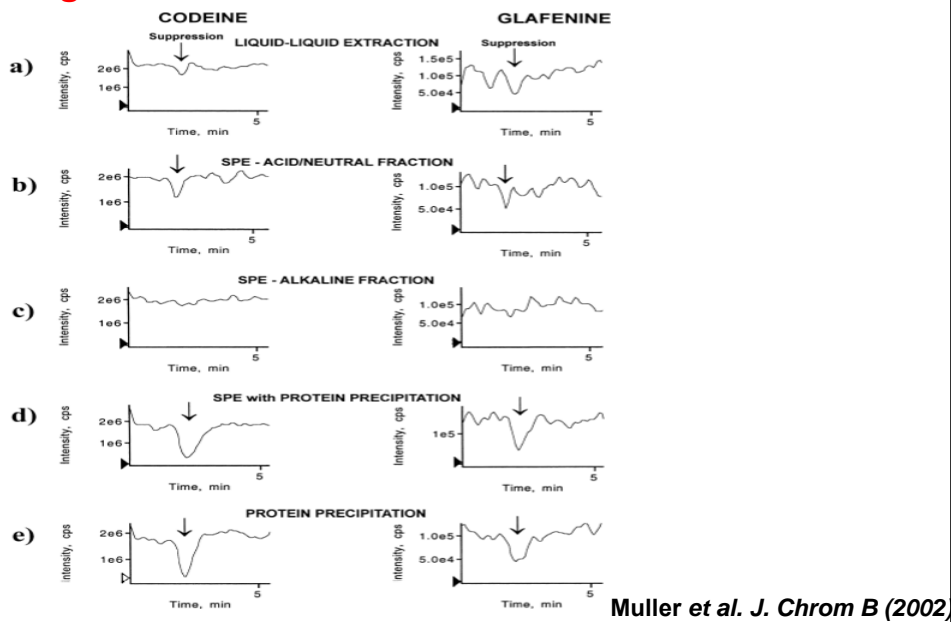 CODEINE GLAFENINE
Suppression LIQUID-LIQUID EXTRACTION Suppression
a) Intensity, cps 2e6 1e6 5 Time, min Intensity, cps 1.5e5 1.0e5 5.0e4 5 Time, min
SPE - ACID/NEUTRAL FRACTION
b) Intensity, cps 2e6 1e6 5 Time, min Intensity, cps 1.0e5 5.0e4 5 Time, min
SPE - ALKALINE FRACTION
c) Intensity, cps 2e6 1e6 5 Time, min Intensity, cps 1.0e5 5.0e4 5 Time, min
SPE with PROTEIN PRECIPITATION
d) Intensity, cps 2e6 1e6 5 Time, min Intensity, cps 1e5 5 Time, min
PROTEIN PRECIPITATION
e) Intensity, cps 2e6 1e6 5 Time, min Intensity, cps 1.0e5 5.0e4 5 Time, min
Muller et al. J. Chrom B (2002)